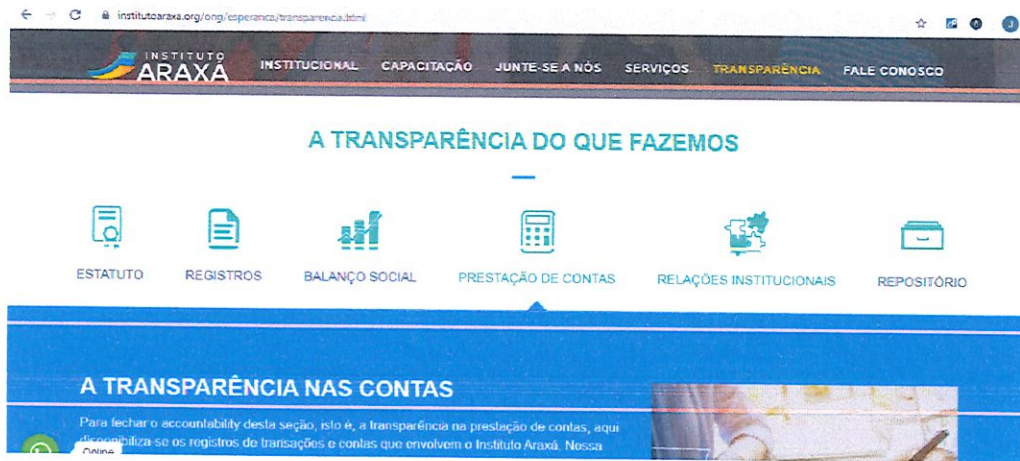 institutoaraxa.org/ong/esperanca/transparencia.html
J
INSTITUTO
ARAXÁ
INSTITUCIONAL CAPACITAÇÃO JUNTE-SE A NÓS SERVIÇOS TRANSPARÊNCIA FALE CONOSCO
A TRANSPARÊNCIA DO QUE FAZEMOS
ESTATUTO REGISTROS BALANÇO SOCIAL PRESTAÇÃO DE CONTAS RELAÇÕES INSTITUCIONAIS REPOSITÓRIO
A TRANSPARÊNCIA NAS CONTAS
Para fechar o accountability desta seção, isto é, a transparência na prestação de contas, aqui
disponibiliza-se os registros de transações e contas que envolvem o Instituto Araxá. Nossa
Online